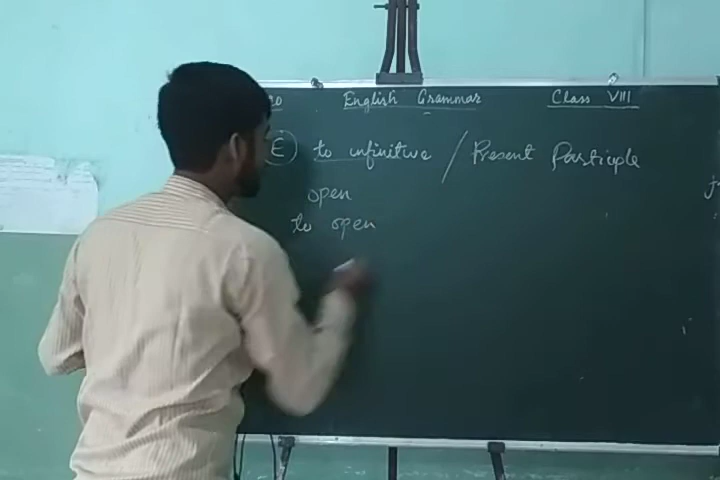 English Grammar Class VIII
E) to infinitive / Present Participle
open
to open